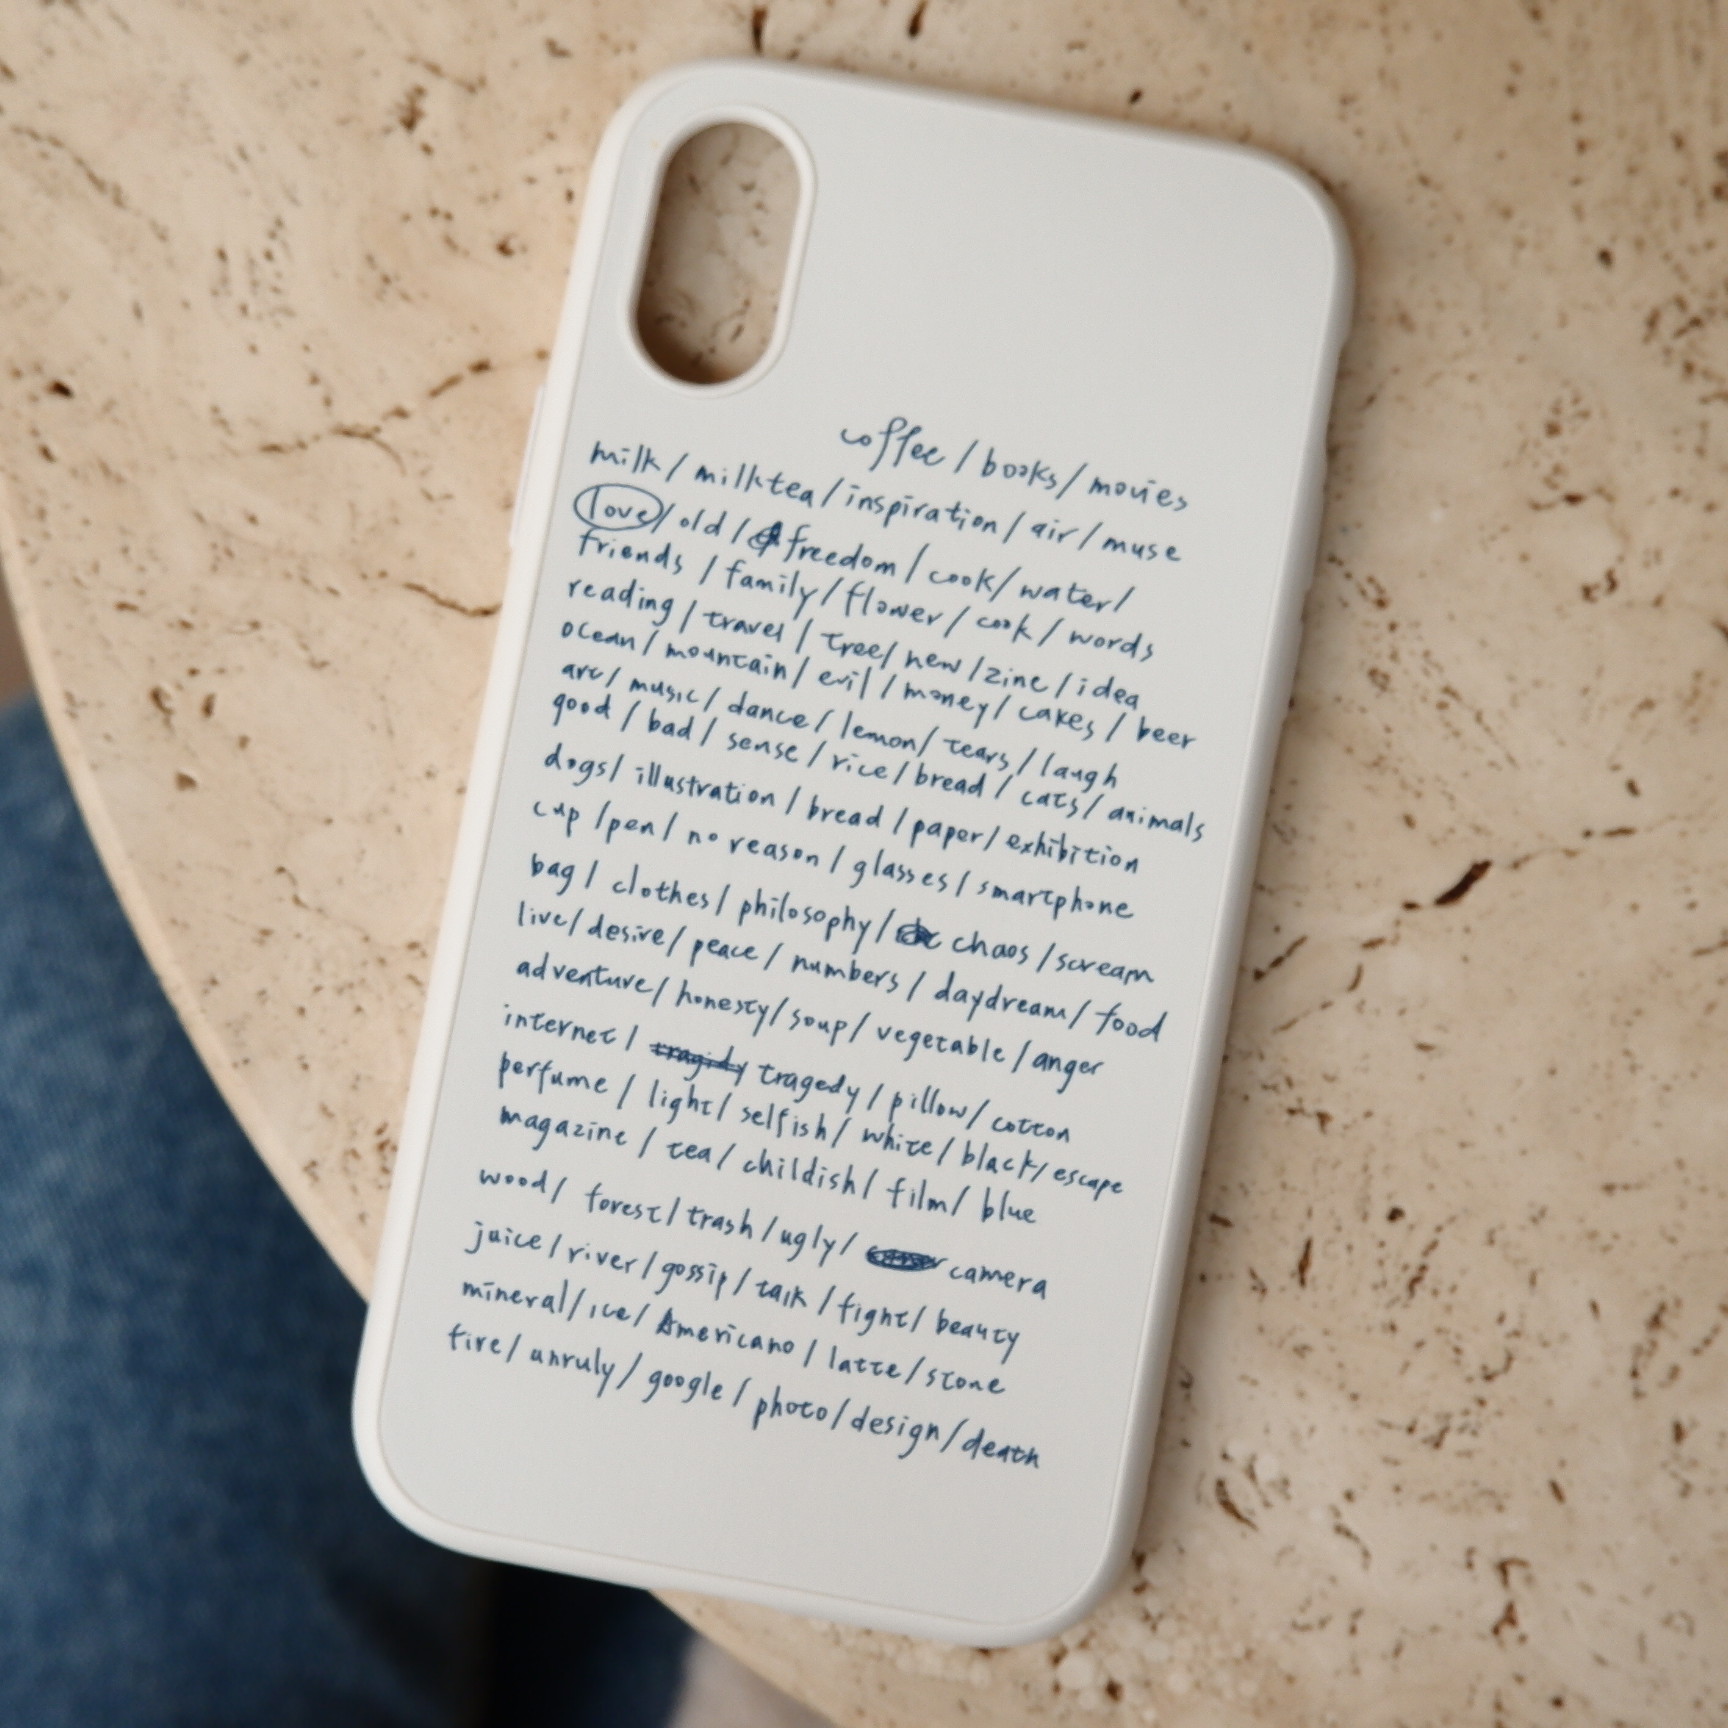 coffee / books / movies
milk / milktea / inspiration / air / muse
love / old / freedom / cook / water /
friends / family / flower / cook / words
reading / travel / tree / new / zine / idea
ocean / mountain / evil / money / cakes / beer
art / music / dance / lemon / tears / laugh
good / bad / sense / rice / bread / cats / animals
dogs / illustration / bread / paper / exhibition
cup / pen / no reason / glasses / smartphone
bag / clothes / philosophy / chaos / scream
live / desire / peace / numbers / daydream / food
adventure / honesty / soup / vegetable / anger
internet / tragidy tragedy / pillow / cotton
perfume / light / selfish / white / black / escape
magazine / tea / childish / film / blue
wood / forest / trash / ugly / camera
juice / river / gossip / talk / fight / beauty
mineral / ice / Americano / latte / stone
fire / unruly / google / photo / design / death